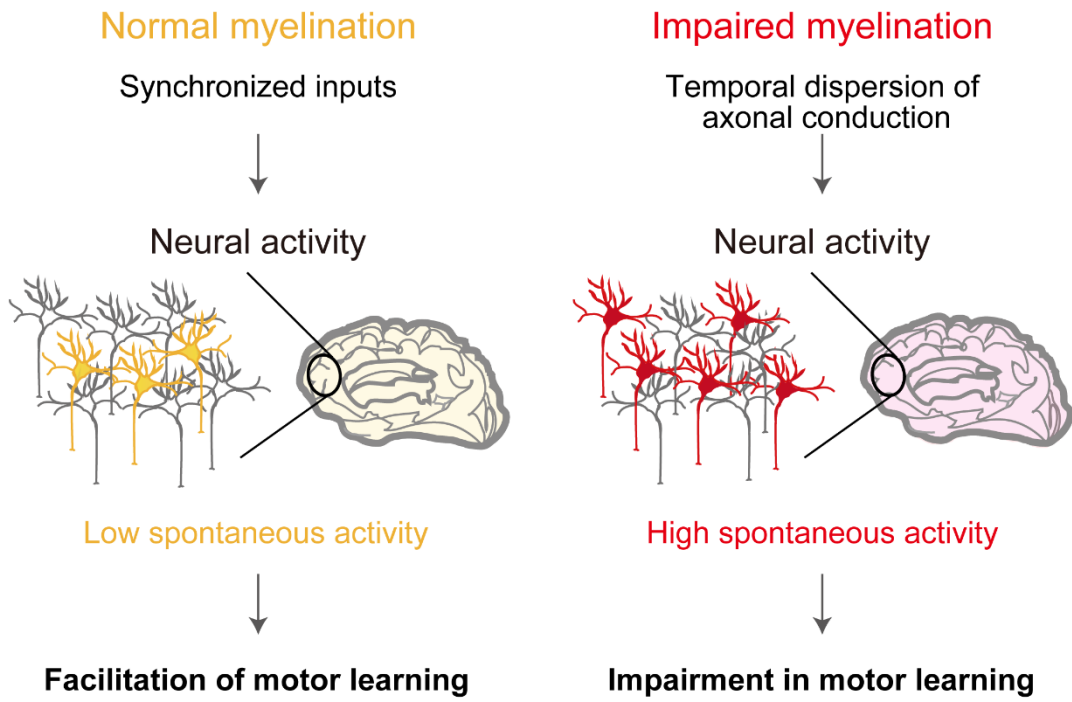 Normal myelination
Synchronized inputs
Neural activity
Low spontaneous activity
Facilitation of motor learning
Impaired myelination
Temporal dispersion of
axonal conduction
Neural activity
High spontaneous activity
Impairment in motor learning